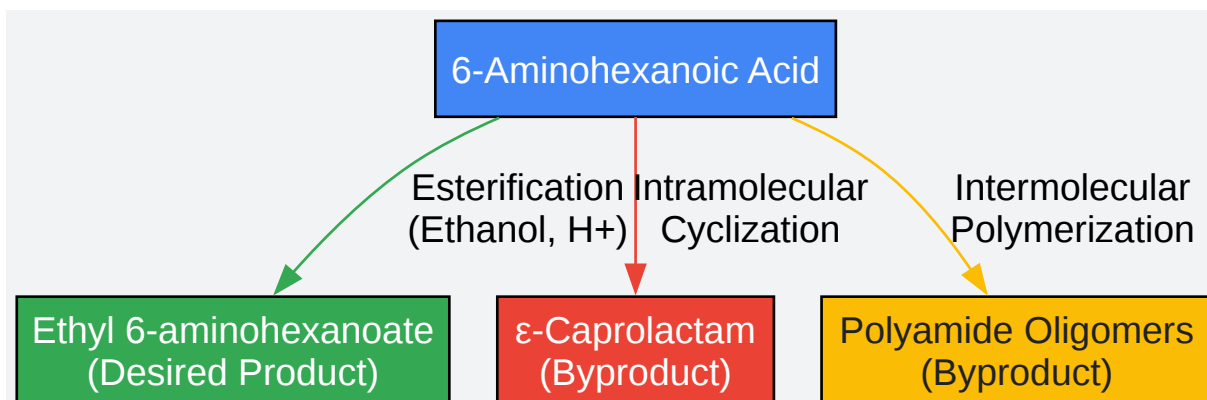 6-Aminohexanoic Acid
Esterification
(Ethanol, H+)
Intramolecular
Cyclization
Intermolecular
Polymerization
Ethyl 6-aminohexanoate
(Desired Product)
ε-Caprolactam
(Byproduct)
Polyamide Oligomers
(Byproduct)